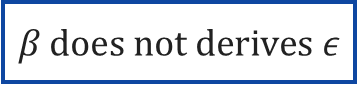 β does not derives ϵ